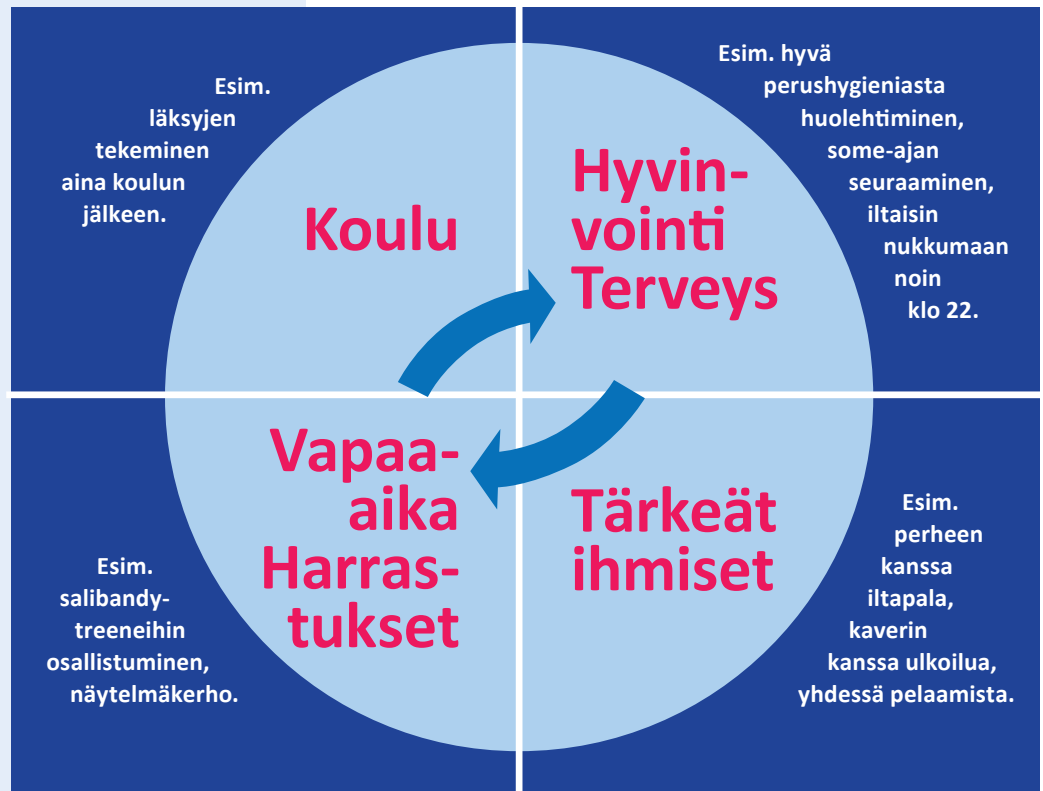 Esim.
läksyjen
tekeminen
aina koulun
jälkeen.
Koulu
Esim. hyvä
perushygieniasta
huolehtiminen,
some-ajan
seuraaminen,
iltaisin
nukkumaan
noin
klo 22.
Hyvin-
vointi
Terveys
Vapaa-
aika
Harras-
tukset
Esim.
salibandy-
treeneihin
osallistuminen,
näytelmäkerho.
Tärkeät
ihmiset
Esim.
perheen
kanssa
iltapala,
kaverin
kanssa ulkoilua,
yhdessä pelaamista.